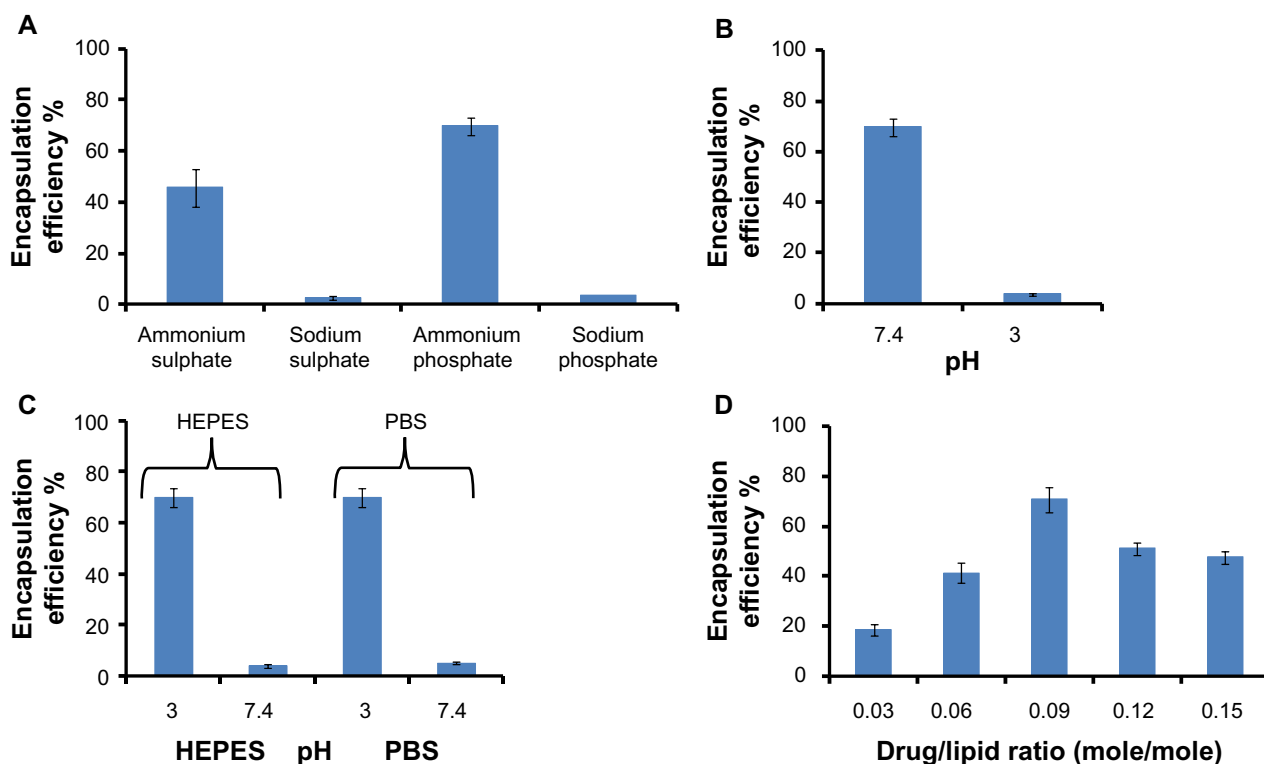 A
Encapsulation
efficiency %
100
80
60
40
20
0
Ammonium
sulphate
Sodium
sulphate
Ammonium
phosphate
Sodium
phosphate
B
Encapsulation
efficiency %
100
80
60
40
20
0
7.4
3
pH
C
Encapsulation
efficiency %
100
80
60
40
20
0
HEPES
PBS
3
7.4
3
7.4
HEPES pH PBS
D
Encapsulation
efficiency %
100
80
60
40
20
0
0.03
0.06
0.09
0.12
0.15
Drug/lipid ratio (mole/mole)